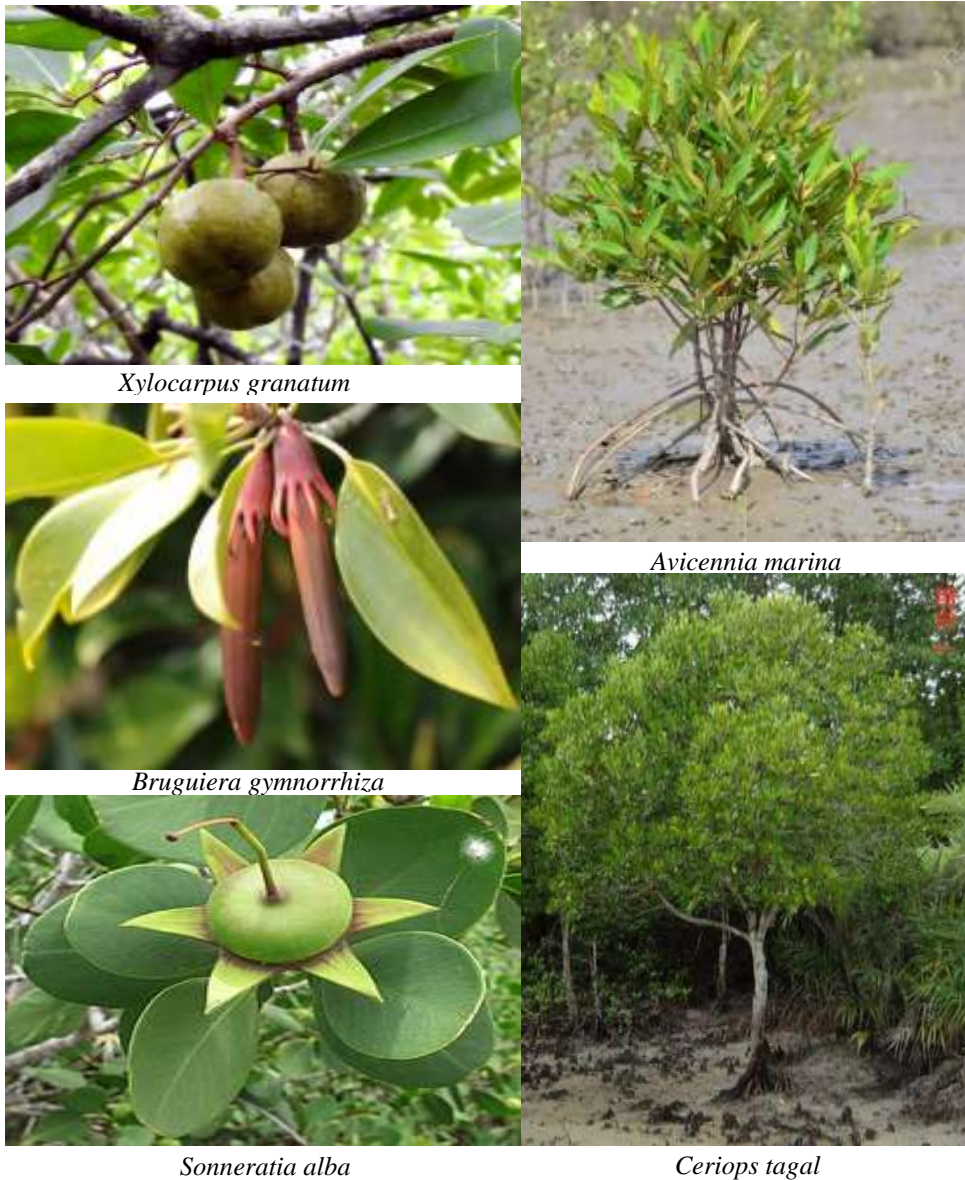 Xylocarpus granatum
Avicennia marina
Bruguiera gymnorrhiza
Sonneratia alba
Ceriops tagal